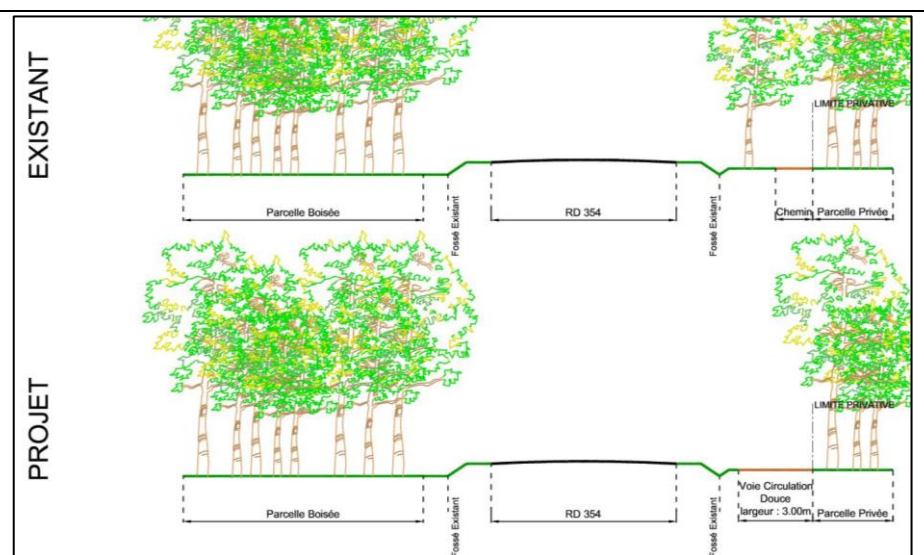 EXISTANT
LIMITE PRIVATIVE
Parcelle Boisée
Fossé Existant
RD 354
Fossé Existant
Chemin
Parcelle Privée
PROJET
LIMITE PRIVATIVE
Parcelle Boisée
Fossé Existant
RD 354
Fossé Existant
Voie Circulation
Douce
largeur : 3.00m
Parcelle Privée